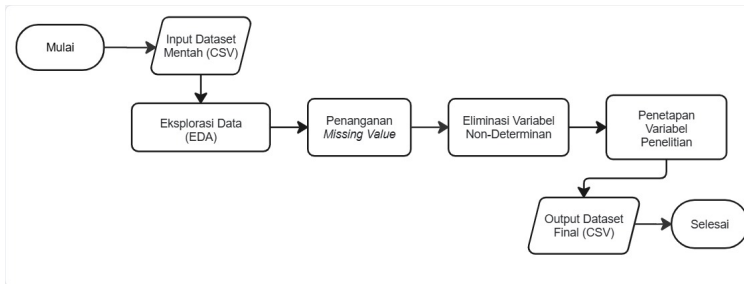 Mulai
Input Dataset
Mentah (CSV)
Eksplorasi Data
(EDA)
Penanganan
Missing Value
Eliminasi Variabel
Non-Determinan
Penetapan
Variabel
Penelitian
Output Dataset
Final (CSV)
Selesai